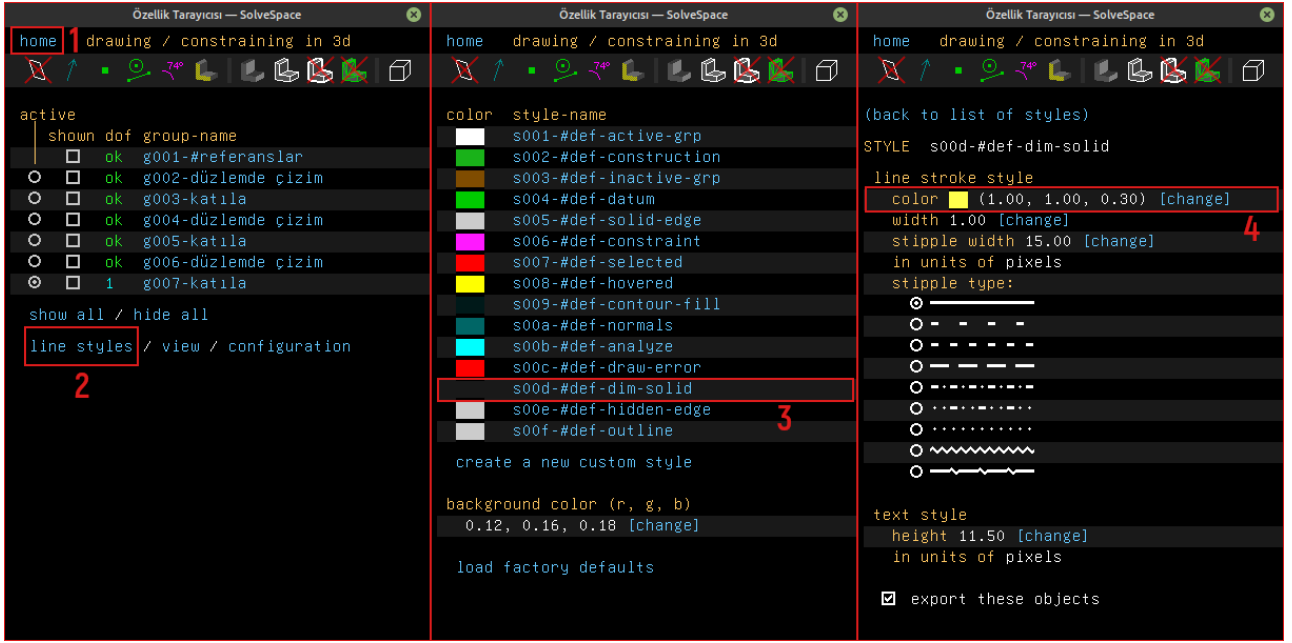 Özellik Tarayıcısı — SolveSpace
home 1 drawing / constraining in 3d
74°
active
shown dof group-name
ok g001-#referanslar
ok g002-düzlemde çizim
ok g003-katıla
ok g004-düzlemde çizim
ok g005-katıla
ok g006-düzlemde çizim
1 g007-katıla
show all / hide all
line styles / view / configuration
2
Özellik Tarayıcısı — SolveSpace
home drawing / constraining in 3d
74°
color style-name
s001-#def-active-grp
s002-#def-construction
s003-#def-inactive-grp
s004-#def-datum
s005-#def-solid-edge
s006-#def-constraint
s007-#def-selected
s008-#def-hovered
s009-#def-contour-fill
s00a-#def-normals
s00b-#def-analyze
s00c-#def-draw-error
s00d-#def-dim-solid
s00e-#def-hidden-edge
3
s00f-#def-outline
create a new custom style
background color (r, g, b)
0.12, 0.16, 0.18 [change]
load factory defaults
Özellik Tarayıcısı — SolveSpace
home drawing / constraining in 3d
74°
(back to list of styles)
STYLE s00d-#def-dim-solid
line stroke style
color (1.00, 1.00, 0.30) [change]
4
width 1.00 [change]
stipple width 15.00 [change]
in units of pixels
stipple type:
text style
height 11.50 [change]
in units of pixels
export these objects